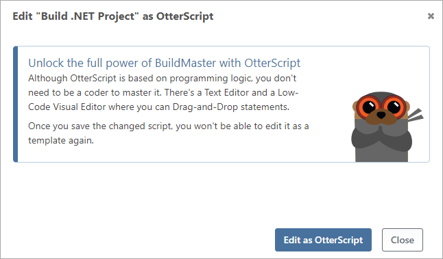 Edit "Build .NET Project" as OtterScript
Unlock the full power of BuildMaster with OtterScript
Although OtterScript is based on programming logic, you don't
need to be a coder to master it. There's a Text Editor and a Low-
Code Visual Editor where you can Drag-and-Drop statements.
Once you save the changed script, you won't be able to edit it as a
template again.
Edit as OtterScript
Close